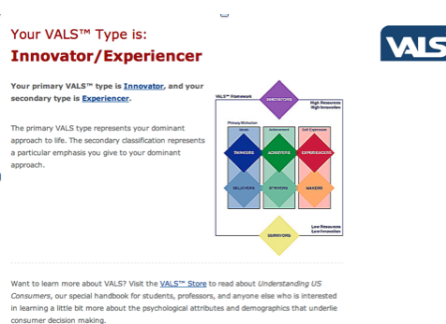 Your VALS™ Type is:
Innovator/Experiencer
VALS
Your primary VALS™ type is Innovator, and your
secondary type is Experiencer.
The primary VALS type represents your dominant
approach to life. The secondary classification represents
a particular emphasis you give to your dominant
approach.
VALS™ Framework
INNOVATORS
High Resources
High Innovation
Primary Motivation
Ideals Achievement Self-Expression
THINKERS ACHIEVERS EXPERIENCERS
BELIEVERS STRIVERS MAKERS
SURVIVORS
Low Resources
Low Innovation
Want to learn more about VALS? Visit the VALS™ Store to read about Understanding US
Consumers, our special handbook for students, professors, and anyone else who is interested
in learning a little bit more about the psychological attributes and demographics that underlie
consumer decision making.